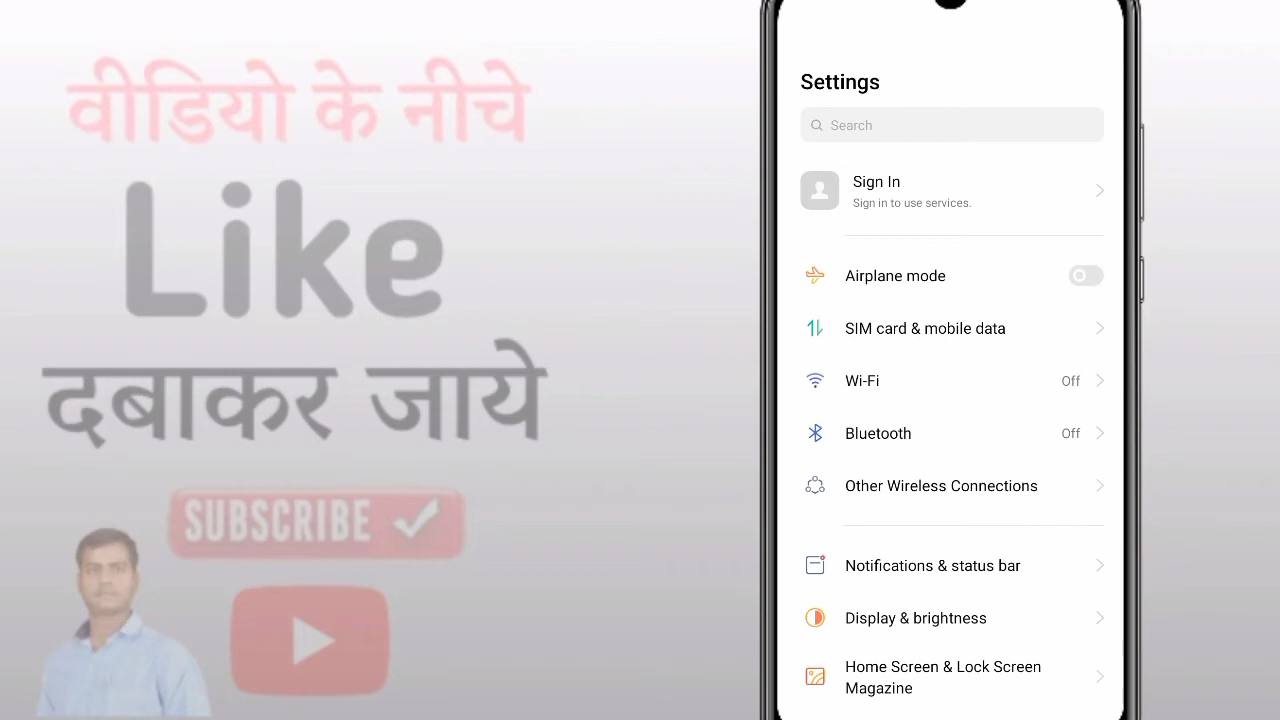 वीडियो के नीचे
Like
दबाकर जाये
SUBSCRIBE
Settings
Search
Sign In
Sign in to use services.
Airplane mode
SIM card & mobile data
Wi-Fi Off
Bluetooth Off
Other Wireless Connections
Notifications & status bar
Display & brightness
Home Screen & Lock Screen
Magazine